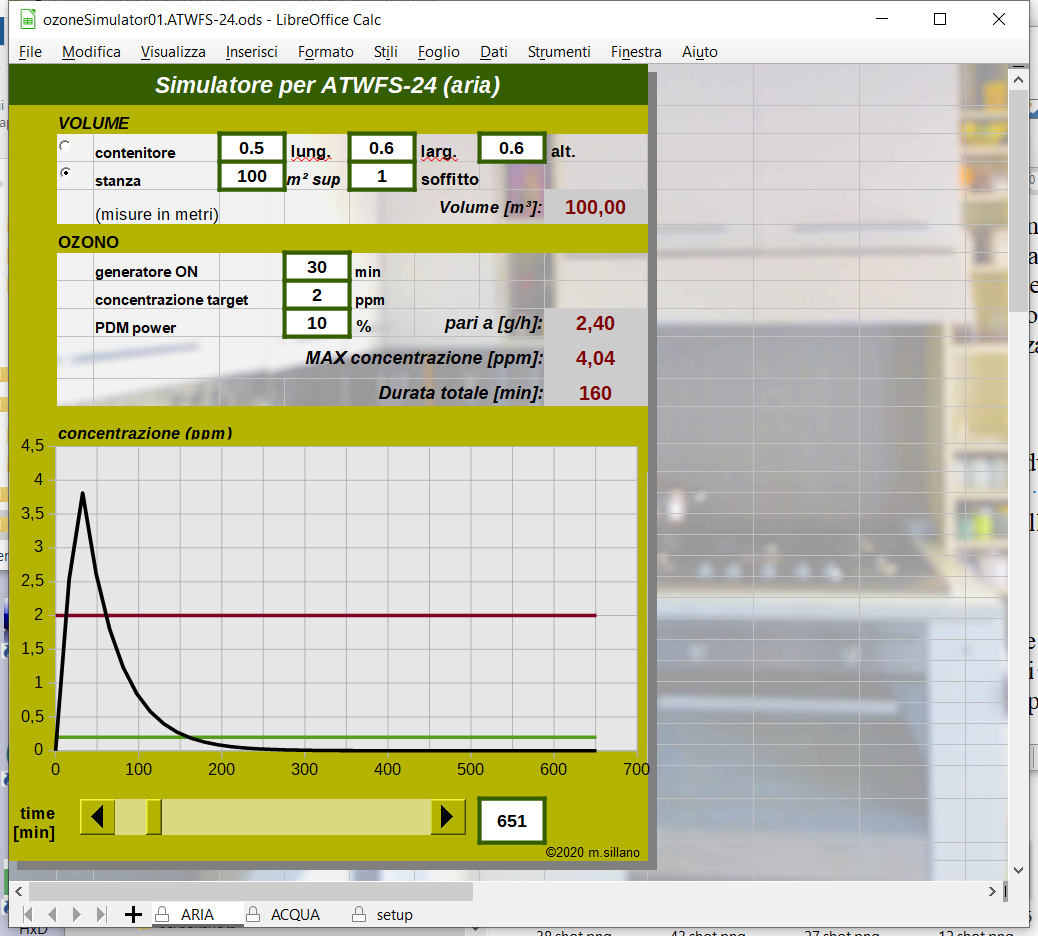 ozoneSimulator01.ATWFS-24.ods - LibreOffice Calc
File Modifica Visualizza Inserisci Formato Stili Foglio Dati Strumenti Finestra Aiuto
Simulatore per ATWFS-24 (aria)
VOLUME
contenitore 0.5 lung. 0.6 larg. 0.6 alt.
stanza 100 m² sup 1 soffitto
(misure in metri) Volume [m³]: 100,00
OZONO
generatore ON 30 min
concentrazione target 2 ppm
PDM power 10 % pari a [g/h]: 2,40
MAX concentrazione [ppm]: 4,04
Durata totale [min]: 160
concentrazione (ppm)
4,5
4
3,5
3
2,5
2
1,5
1
0,5
0
0 100 200 300 400 500 600 700
time
[min] 651
©2020 m.sillano
ARIA ACQUA setup